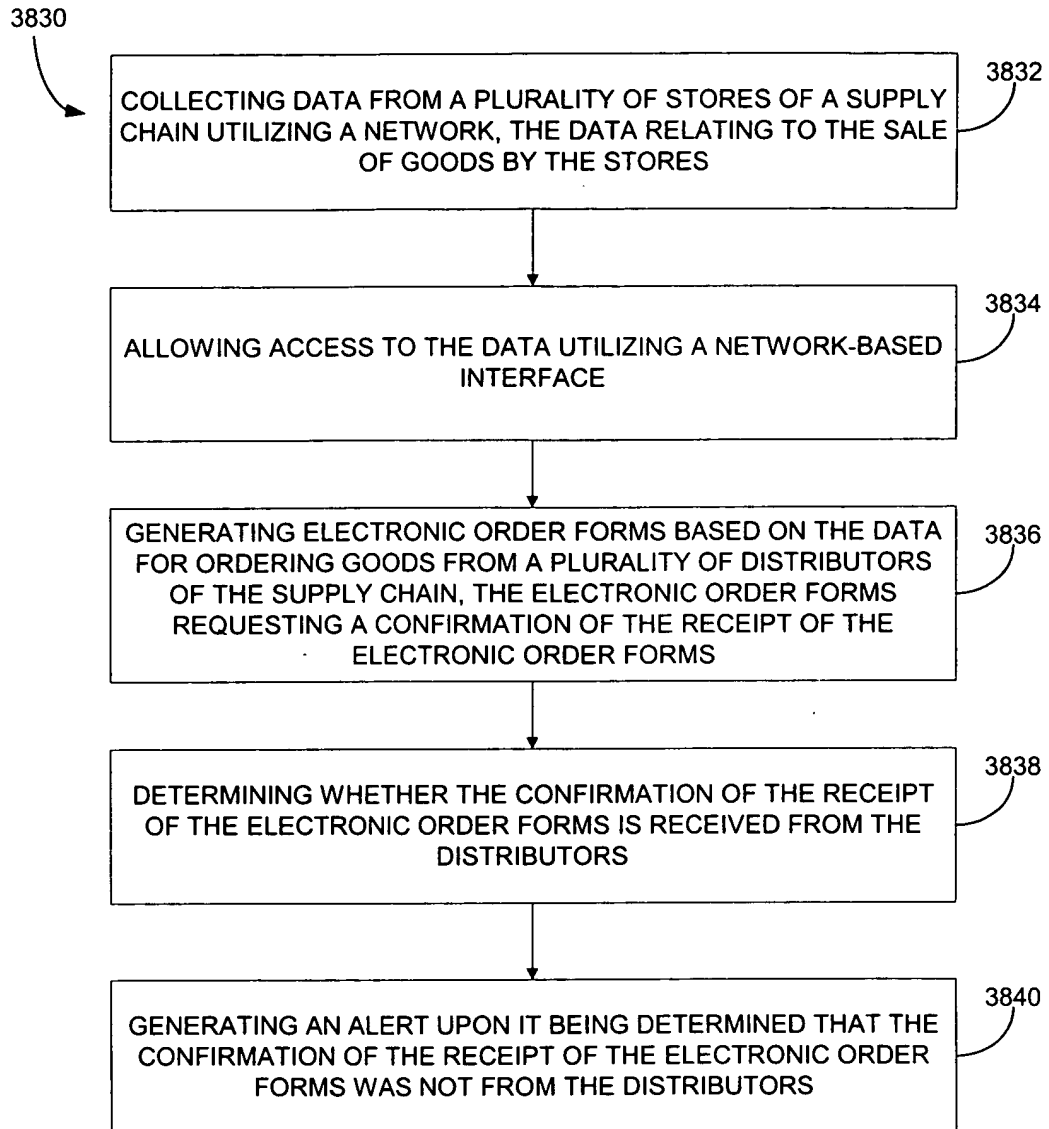 3830
COLLECTING DATA FROM A PLURALITY OF STORES OF A SUPPLY
CHAIN UTILIZING A NETWORK, THE DATA RELATING TO THE SALE
OF GOODS BY THE STORES
3832
ALLOWING ACCESS TO THE DATA UTILIZING A NETWORK-BASED
INTERFACE
3834
GENERATING ELECTRONIC ORDER FORMS BASED ON THE DATA
FOR ORDERING GOODS FROM A PLURALITY OF DISTRIBUTORS
OF THE SUPPLY CHAIN, THE ELECTRONIC ORDER FORMS
REQUESTING A CONFIRMATION OF THE RECEIPT OF THE
ELECTRONIC ORDER FORMS
3836
DETERMINING WHETHER THE CONFIRMATION OF THE RECEIPT
OF THE ELECTRONIC ORDER FORMS IS RECEIVED FROM THE
DISTRIBUTORS
3838
GENERATING AN ALERT UPON IT BEING DETERMINED THAT THE
CONFIRMATION OF THE RECEIPT OF THE ELECTRONIC ORDER
FORMS WAS NOT FROM THE DISTRIBUTORS
3840